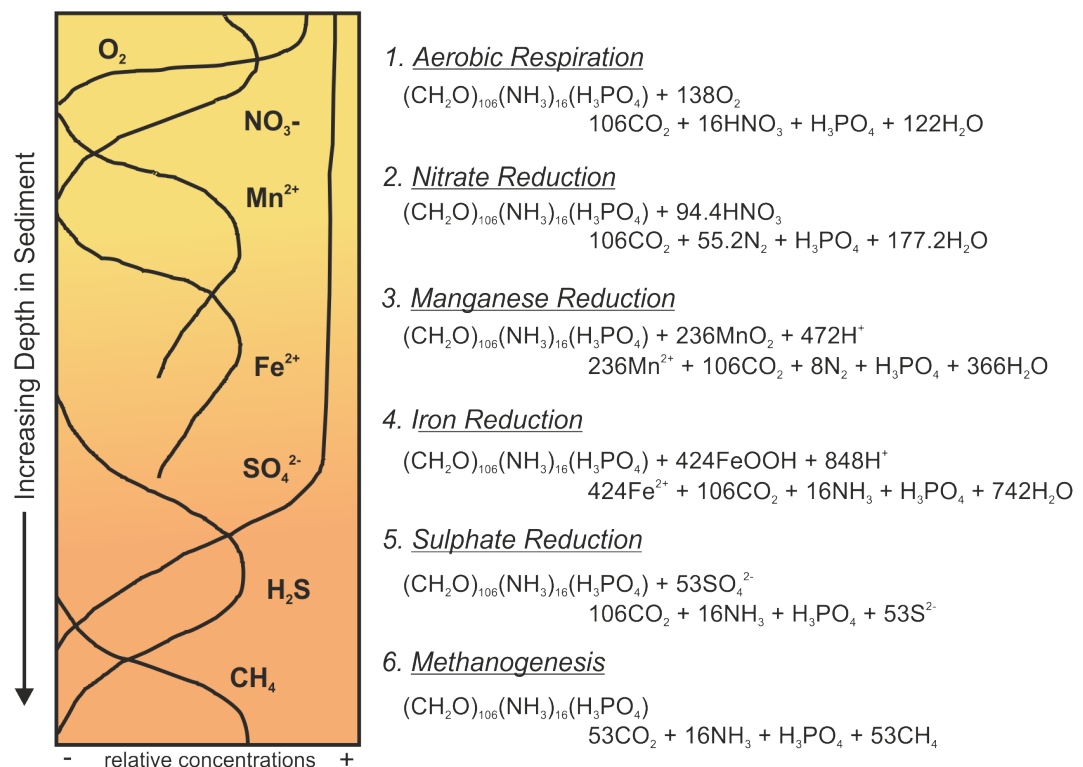 O₂
NO₃-
Mn²⁺
Fe²⁺
SO₄²⁻
H₂S
CH₄
Increasing Depth in Sediment
- relative concentrations +
1. Aerobic Respiration
(CH₂O)₁₀₆(NH₃)₁₆(H₃PO₄) + 138O₂
106CO₂ + 16HNO₃ + H₃PO₄ + 122H₂O
2. Nitrate Reduction
(CH₂O)₁₀₆(NH₃)₁₆(H₃PO₄) + 94.4HNO₃
106CO₂ + 55.2N₂ + H₃PO₄ + 177.2H₂O
3. Manganese Reduction
(CH₂O)₁₀₆(NH₃)₁₆(H₃PO₄) + 236MnO₂ + 472H⁺
236Mn²⁺ + 106CO₂ + 8N₂ + H₃PO₄ + 366H₂O
4. Iron Reduction
(CH₂O)₁₀₆(NH₃)₁₆(H₃PO₄) + 424FeOOH + 848H⁺
424Fe²⁺ + 106CO₂ + 16NH₃ + H₃PO₄ + 742H₂O
5. Sulphate Reduction
(CH₂O)₁₀₆(NH₃)₁₆(H₃PO₄) + 53SO₄²⁻
106CO₂ + 16NH₃ + H₃PO₄ + 53S²⁻
6. Methanogenesis
(CH₂O)₁₀₆(NH₃)₁₆(H₃PO₄)
53CO₂ + 16NH₃ + H₃PO₄ + 53CH₄